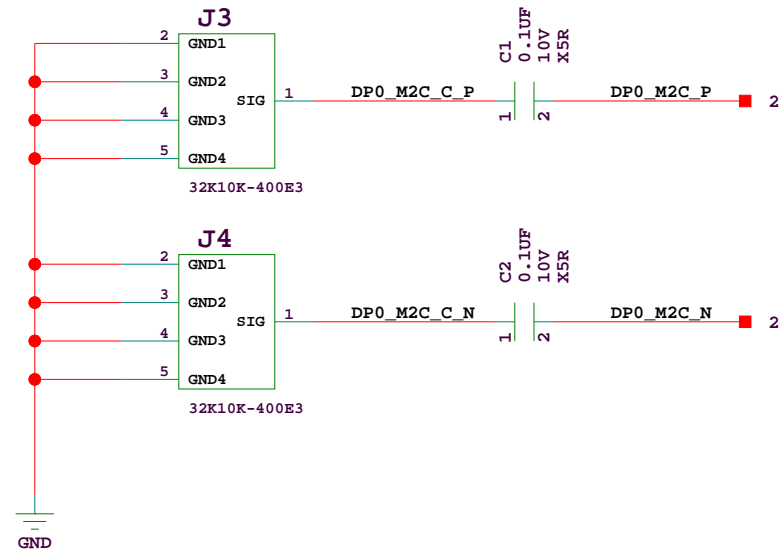 J3
2 GND1
3 GND2
4 GND3
5 GND4
SIG 1
32K10K-400E3
DP0_M2C_C_P
C1
0.1UF
10V
X5R
1 2
DP0_M2C_P
2
J4
2 GND1
3 GND2
4 GND3
5 GND4
SIG 1
32K10K-400E3
DP0_M2C_C_N
C2
0.1UF
10V
X5R
1 2
DP0_M2C_N
2
GND